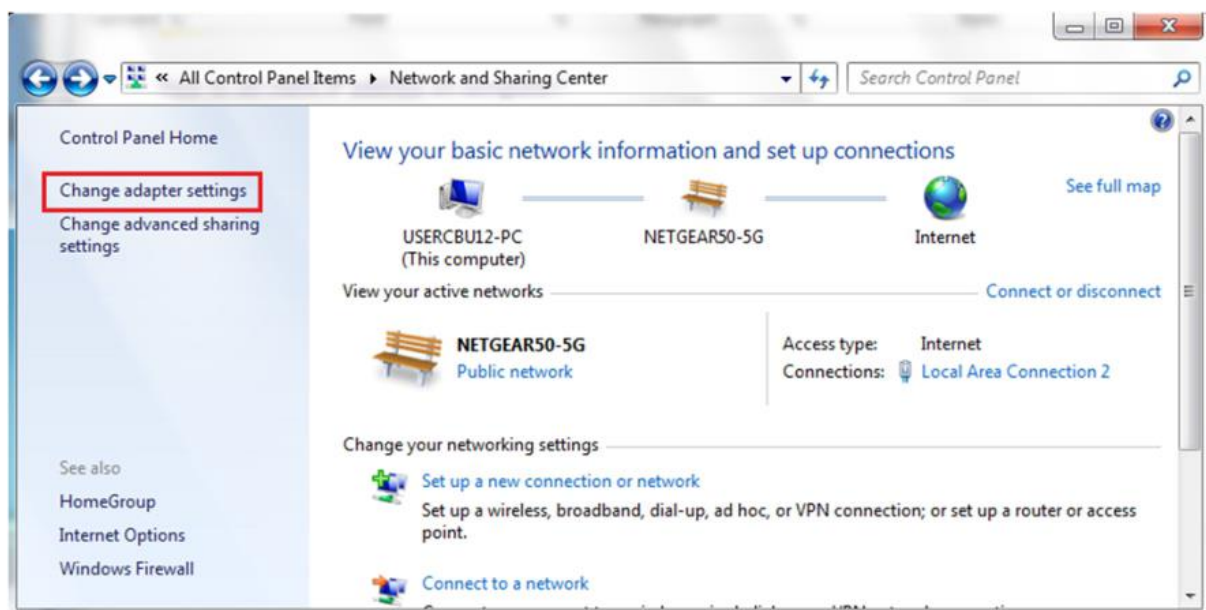 « All Control Panel Items ▸ Network and Sharing Center
Search Control Panel
Control Panel Home
Change adapter settings
Change advanced sharing
settings
See also
HomeGroup
Internet Options
Windows Firewall
View your basic network information and set up connections
See full map
USERCBU12-PC
(This computer)
NETGEAR50-5G
Internet
View your active networks
Connect or disconnect
NETGEAR50-5G
Public network
Access type: Internet
Connections: Local Area Connection 2
Change your networking settings
Set up a new connection or network
Set up a wireless, broadband, dial-up, ad hoc, or VPN connection; or set up a router or access
point.
Connect to a network